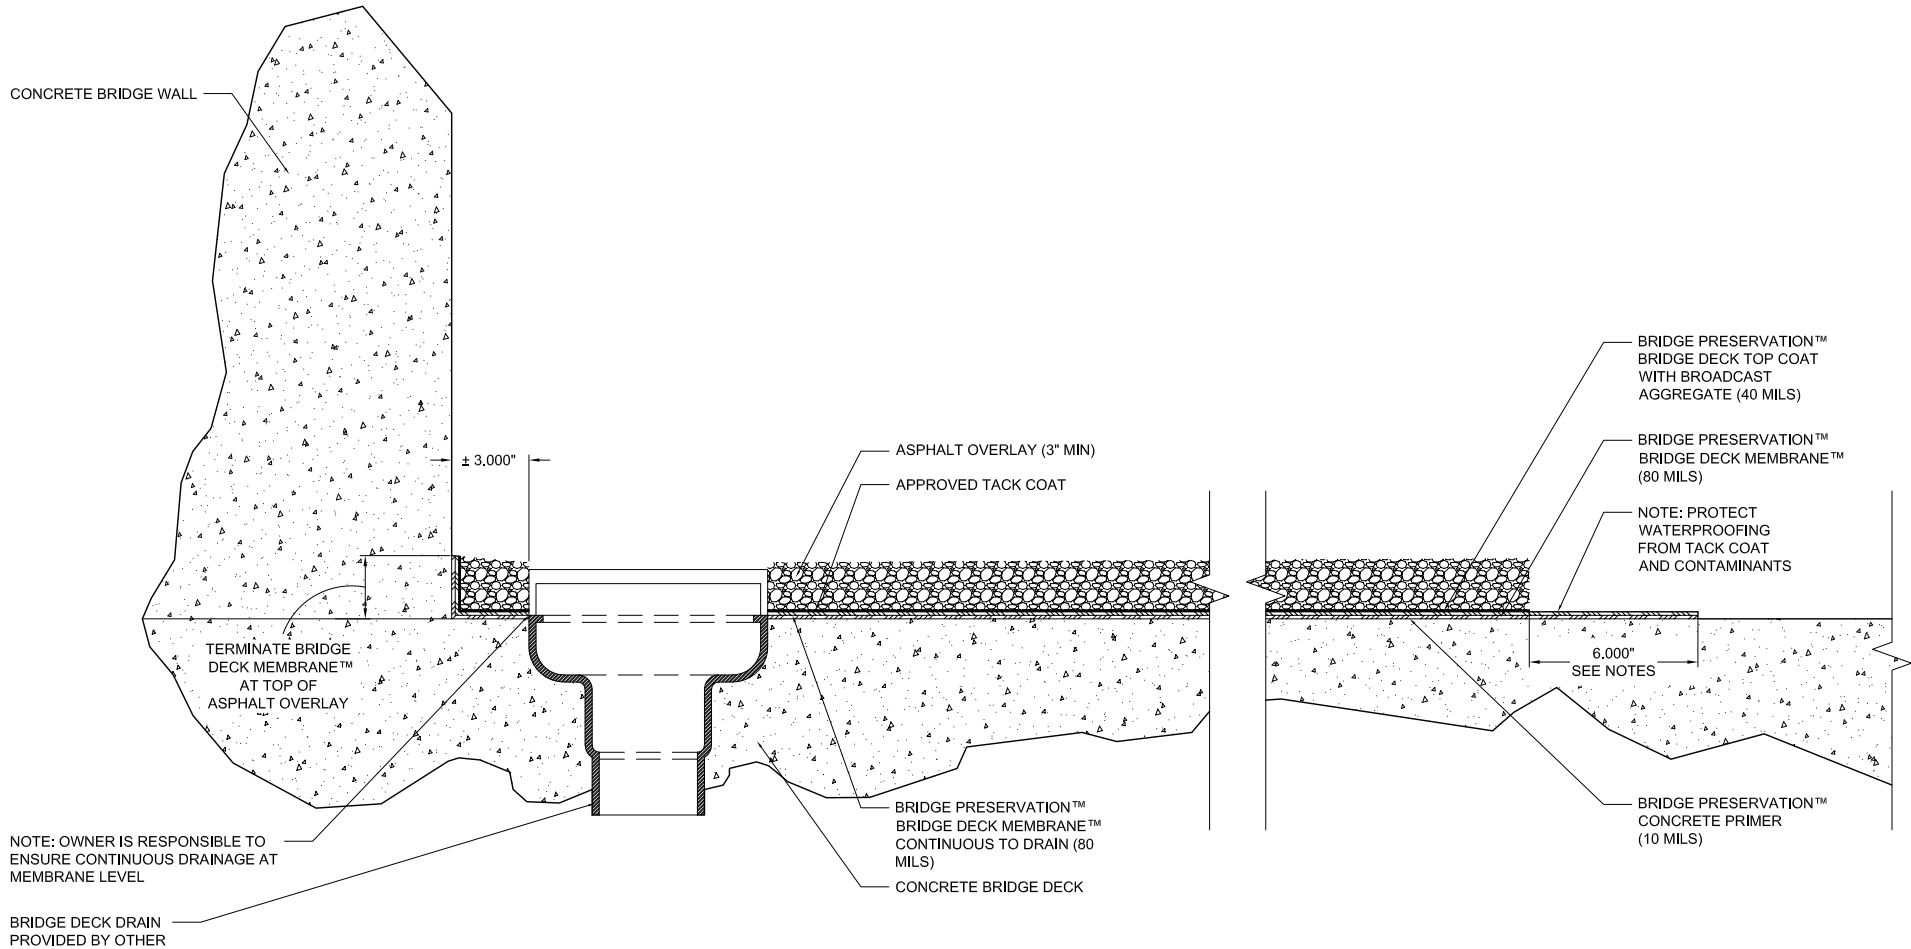 CONCRETE BRIDGE WALL
± 3.000"
TERMINATE BRIDGE
DECK MEMBRANE™
AT TOP OF
ASPHALT OVERLAY
NOTE: OWNER IS RESPONSIBLE TO
ENSURE CONTINUOUS DRAINAGE AT
MEMBRANE LEVEL
BRIDGE DECK DRAIN
PROVIDED BY OTHER
ASPHALT OVERLAY (3" MIN)
APPROVED TACK COAT
BRIDGE PRESERVATION™
BRIDGE DECK MEMBRANE™
CONTINUOUS TO DRAIN (80
MILS)
CONCRETE BRIDGE DECK
BRIDGE PRESERVATION™
BRIDGE DECK TOP COAT
WITH BROADCAST
AGGREGATE (40 MILS)
BRIDGE PRESERVATION™
BRIDGE DECK MEMBRANE™
(80 MILS)
NOTE: PROTECT
WATERPROOFING
FROM TACK COAT
AND CONTAMINANTS
6.000"
SEE NOTES
BRIDGE PRESERVATION™
CONCRETE PRIMER
(10 MILS)